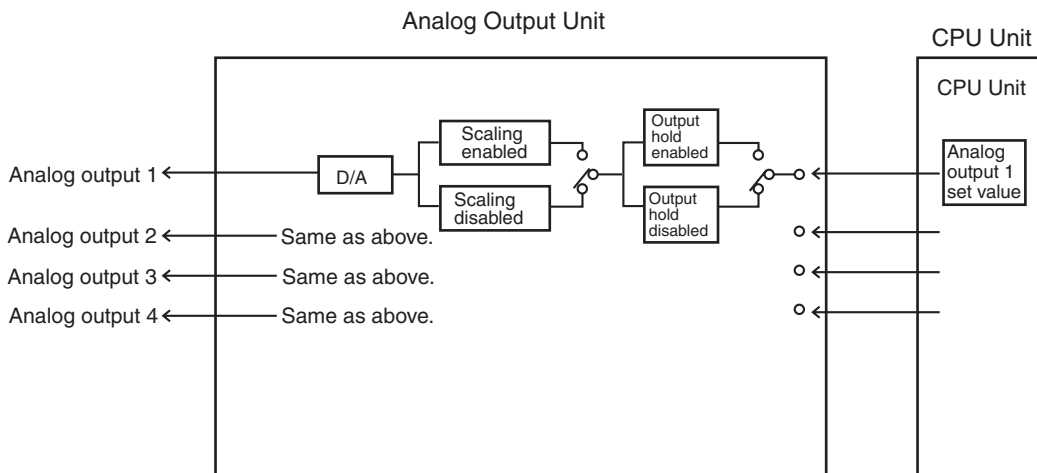 Analog Output Unit
CPU Unit
CPU Unit
Scaling
enabled
Output
hold
enabled
Analog output 1
D/A
Analog
output 1
set value
Scaling
disabled
Output
hold
disabled
Analog output 2
Same as above.
Analog output 3
Same as above.
Analog output 4
Same as above.